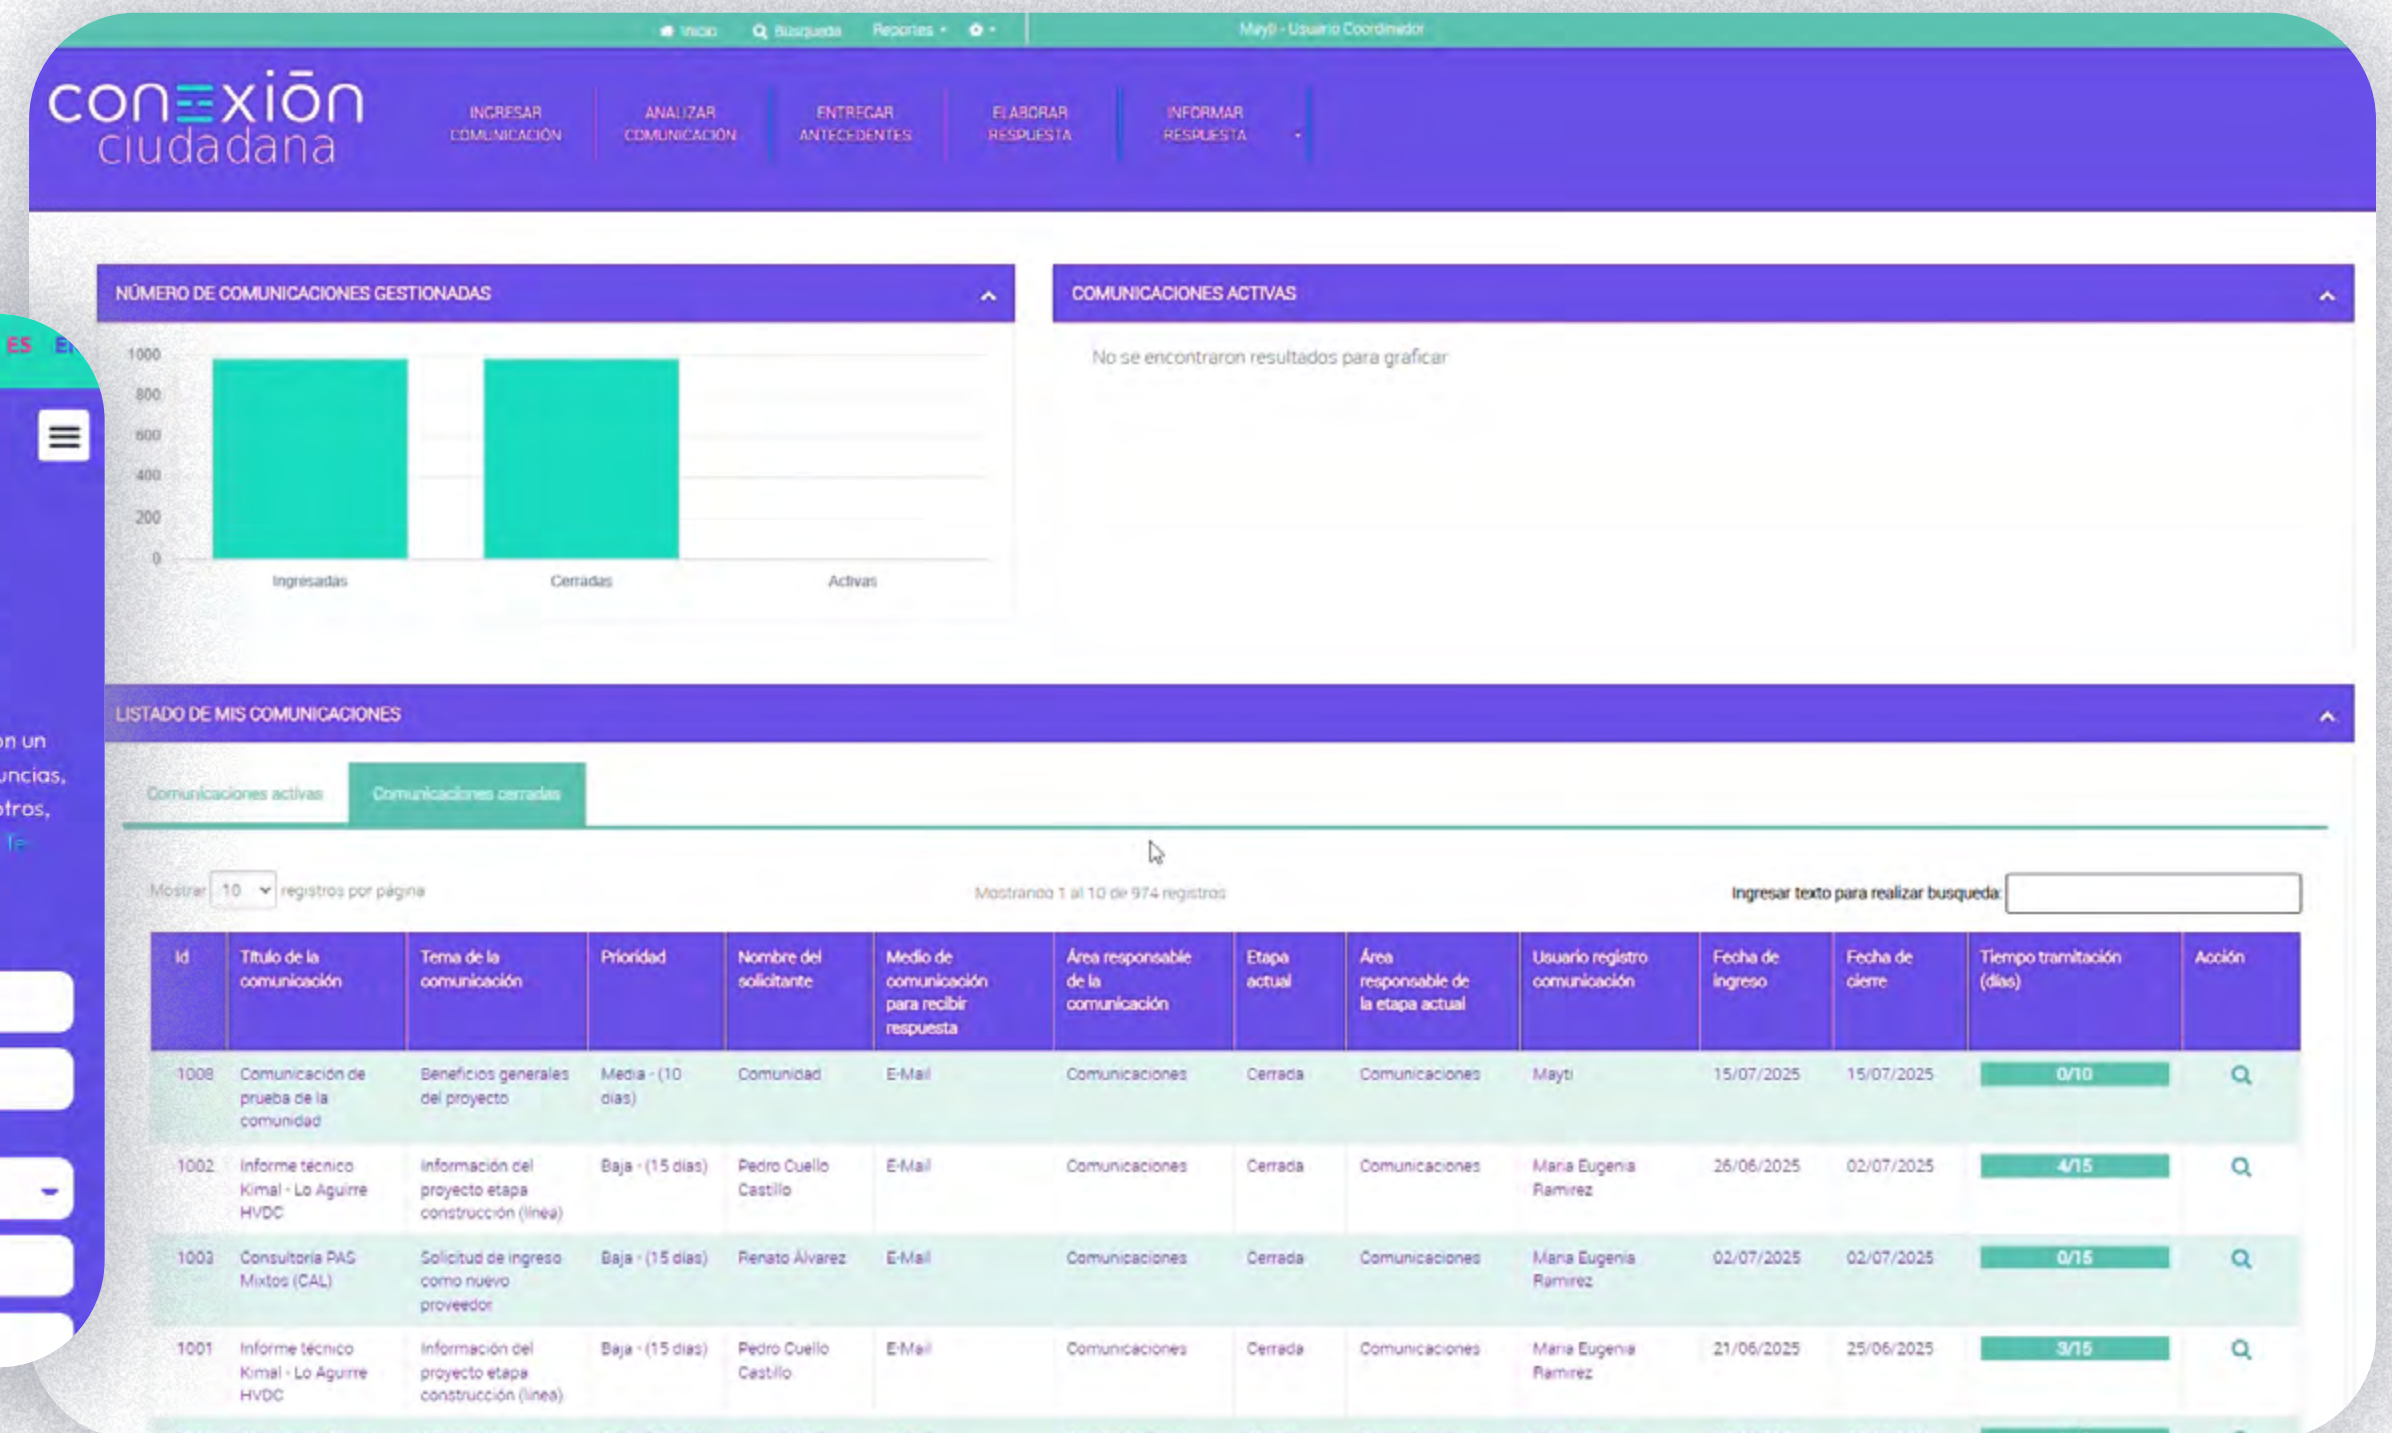 Inicio Búsqueda Reportes Mayti - Usuario Coordinador
conexiōn
ciudadana
INGRESAR
COMUNICACIÓN
ANALIZAR
COMUNICACIÓN
ENTREGAR
ANTECEDENTES
ELABORAR
RESPUESTA
INFORMAR
RESPUESTA
NÚMERO DE COMUNICACIONES GESTIONADAS
1000
800
600
400
200
0
Ingresadas Cerradas Activas
COMUNICACIONES ACTIVAS
No se encontraron resultados para graficar
ES
on un
uncias,
otros,
Te
LISTADO DE MIS COMUNICACIONES
Comunicaciones activas Comunicaciones cerradas
Mostrar 10 registros por página
Mostrando 1 al 10 de 974 registros
Ingresar texto para realizar busqueda:
Id
Título de la
comunicación
Tema de la
comunicación
Prioridad
Nombre del
solicitante
Medio de
comunicación
para recibir
respuesta
Área responsable
de la
comunicación
Etapa
actual
Área
responsable de
la etapa actual
Usuario registro
comunicación
Fecha de
ingreso
Fecha de
cierre
Tiempo tramitación
(días)
Acción
1008
Comunicación de
prueba de la
comunidad
Beneficios generales
del proyecto
Media - (10
días)
Comunidad
E-Mail
Comunicaciones
Cerrada
Comunicaciones
Mayti
15/07/2025
15/07/2025
0/10
1002
Informe técnico
Kimal - Lo Aguirre
HVDC
Información del
proyecto etapa
construcción (línea)
Baja - (15 días)
Pedro Cuello
Castillo
E-Mail
Comunicaciones
Cerrada
Comunicaciones
Maria Eugenia
Ramirez
26/06/2025
02/07/2025
4/15
1003
Consultoría PAS
Mixtos (CAL)
Solicitud de ingreso
como nuevo
proveedor
Baja - (15 días)
Renato Álvarez
E-Mail
Comunicaciones
Cerrada
Comunicaciones
Maria Eugenia
Ramirez
02/07/2025
02/07/2025
0/15
1001
Informe técnico
Kimal - Lo Aguirre
HVDC
Información del
proyecto etapa
construcción (línea)
Baja - (15 días)
Pedro Cuello
Castillo
E-Mail
Comunicaciones
Cerrada
Comunicaciones
Maria Eugenia
Ramirez
21/06/2025
25/06/2025
3/15